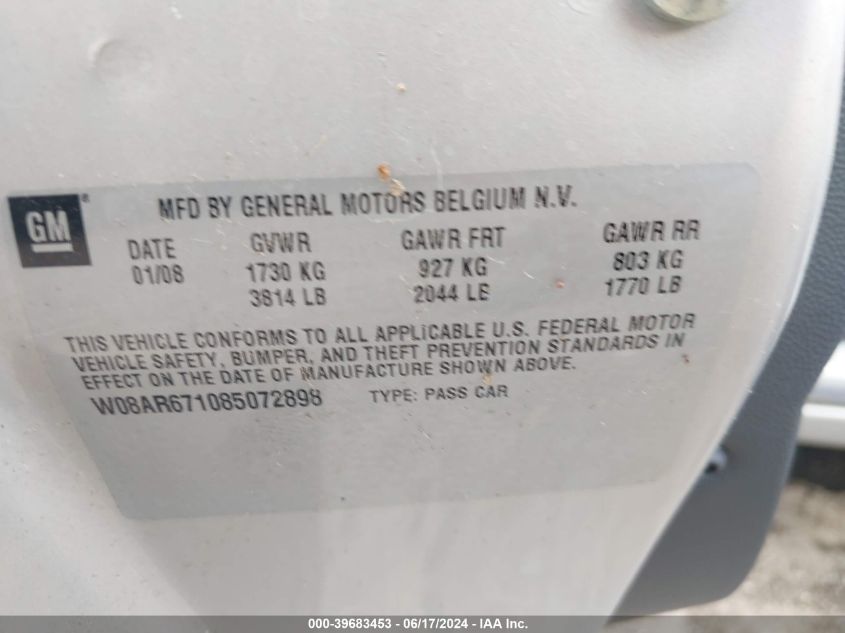 GM®
MFD BY GENERAL MOTORS BELGIUM N.V.
DATE GVWR GAWR FRT GAWR RR
01/08 1730 KG 927 KG 803 KG
3814 LB 2044 LB 1770 LB
THIS VEHICLE CONFORMS TO ALL APPLICABLE U.S. FEDERAL MOTOR
VEHICLE SAFETY, BUMPER, AND THEFT PREVENTION STANDARDS IN
EFFECT ON THE DATE OF MANUFACTURE SHOWN ABOVE.
W08AR671085072898 TYPE: PASS CAR
000-39683453 - 06/17/2024 - IAA Inc.